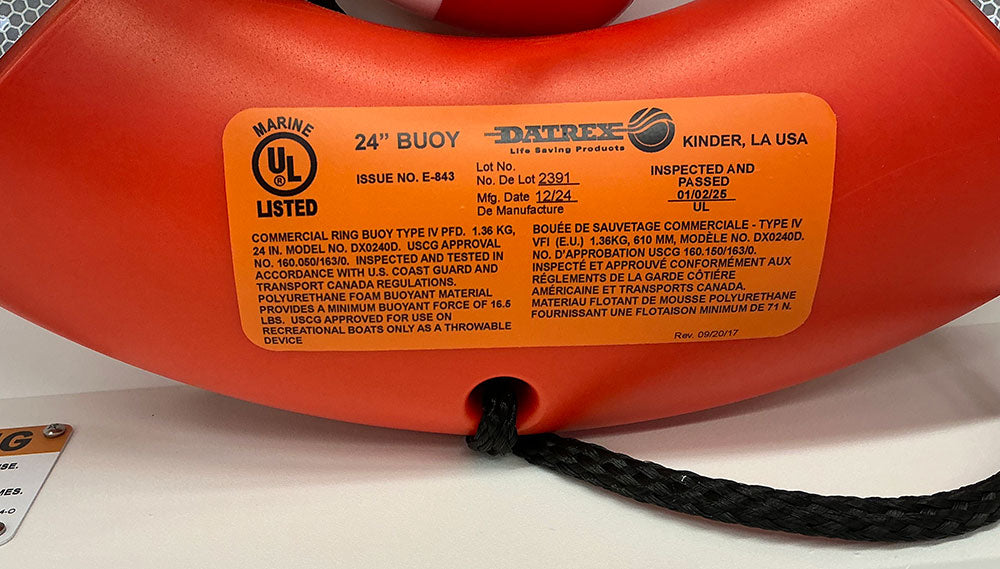 MARINE
UL
®
LISTED
24" BUOY
ISSUE NO. E-843
DATREX
Life Saving Products
KINDER, LA USA
Lot No.
No. De Lot 2391
Mfg. Date 12/24
De Manufacture
INSPECTED AND
PASSED
01/02/25
UL
COMMERCIAL RING BUOY TYPE IV PFD. 1.36 KG,
24 IN. MODEL NO. DX0240D. USCG APPROVAL
NO. 160.050/163/0. INSPECTED AND TESTED IN
ACCORDANCE WITH U.S. COAST GUARD AND
TRANSPORT CANADA REGULATIONS.
POLYURETHANE FOAM BUOYANT MATERIAL
PROVIDES A MINIMUM BUOYANT FORCE OF 16.5
LBS. USCG APPROVED FOR USE ON
RECREATIONAL BOATS ONLY AS A THROWABLE
DEVICE
BOUÉE DE SAUVETAGE COMMERCIALE - TYPE IV
VFI (E.U.) 1.36KG, 610 MM, MODÈLE NO. DX0240D.
NO. D'APPROBATION USCG 160.150/163/0.
INSPECTÉ ET APPROUVÉ CONFORMÉMENT AUX
RÉGLEMENTS DE LA GARDE CÔTIÈRE
AMÉRICAINE ET TRANSPORTS CANADA.
MATERIAU FLOTANT DE MOUSSE POLYURETHANE
FOURNISSANT UNE FLOTAISON MINIMUM DE 71 N.
Rev. 09/20/17
G
SE.
MES.
4-O